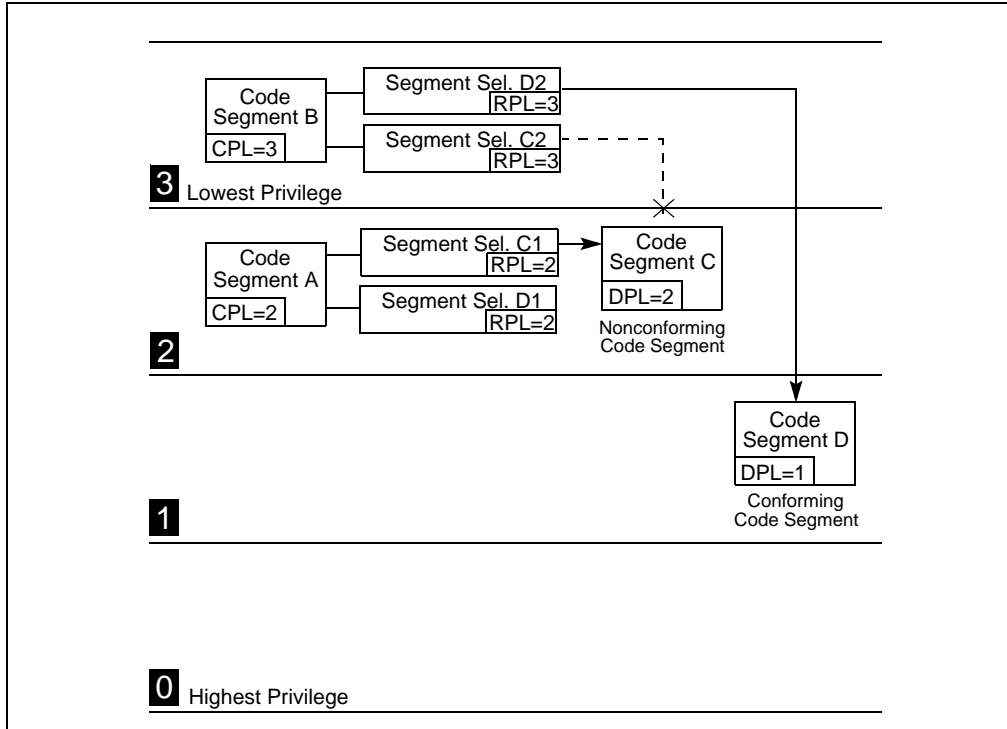 Code
Segment B
CPL=3
Segment Sel. D2
RPL=3
Segment Sel. C2
RPL=3
3 Lowest Privilege
Code
Segment A
CPL=2
Segment Sel. C1
RPL=2
Segment Sel. D1
RPL=2
Code
Segment C
DPL=2
Nonconforming
Code Segment
2
Code
Segment D
DPL=1
Conforming
Code Segment
1
0 Highest Privilege